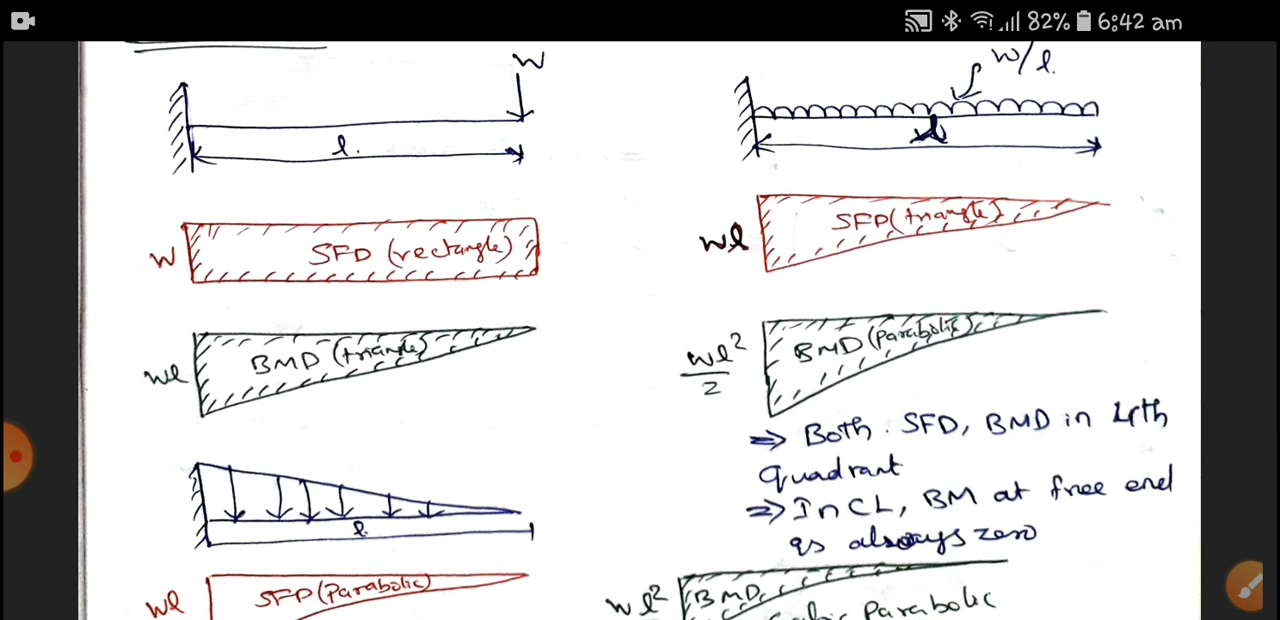 82% 6:42 am
W
l.
W/l.
l
W
SFD (rectangle)
wl
SFD (triangle)
wl
BMD (triangle)
wl²/2
BMD (Parabolic)
⇒ Both. SFD, BMD in 4th
quadrant
⇒ In CL, BM at free end
is always zero
l.
wl
SFD (Parabolic)
wl²
BMD
Parabolic